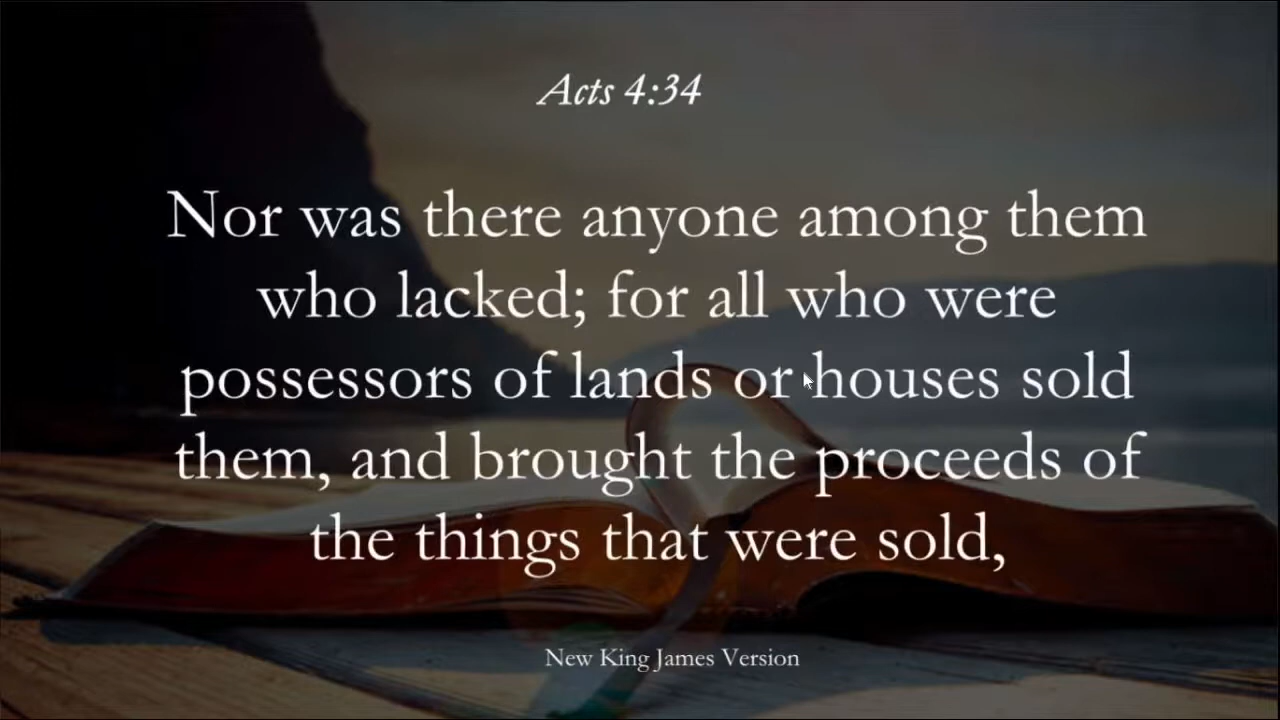 Acts 4:34
Nor was there anyone among them
who lacked; for all who were
possessors of lands or houses sold
them, and brought the proceeds of
the things that were sold,
New King James Version